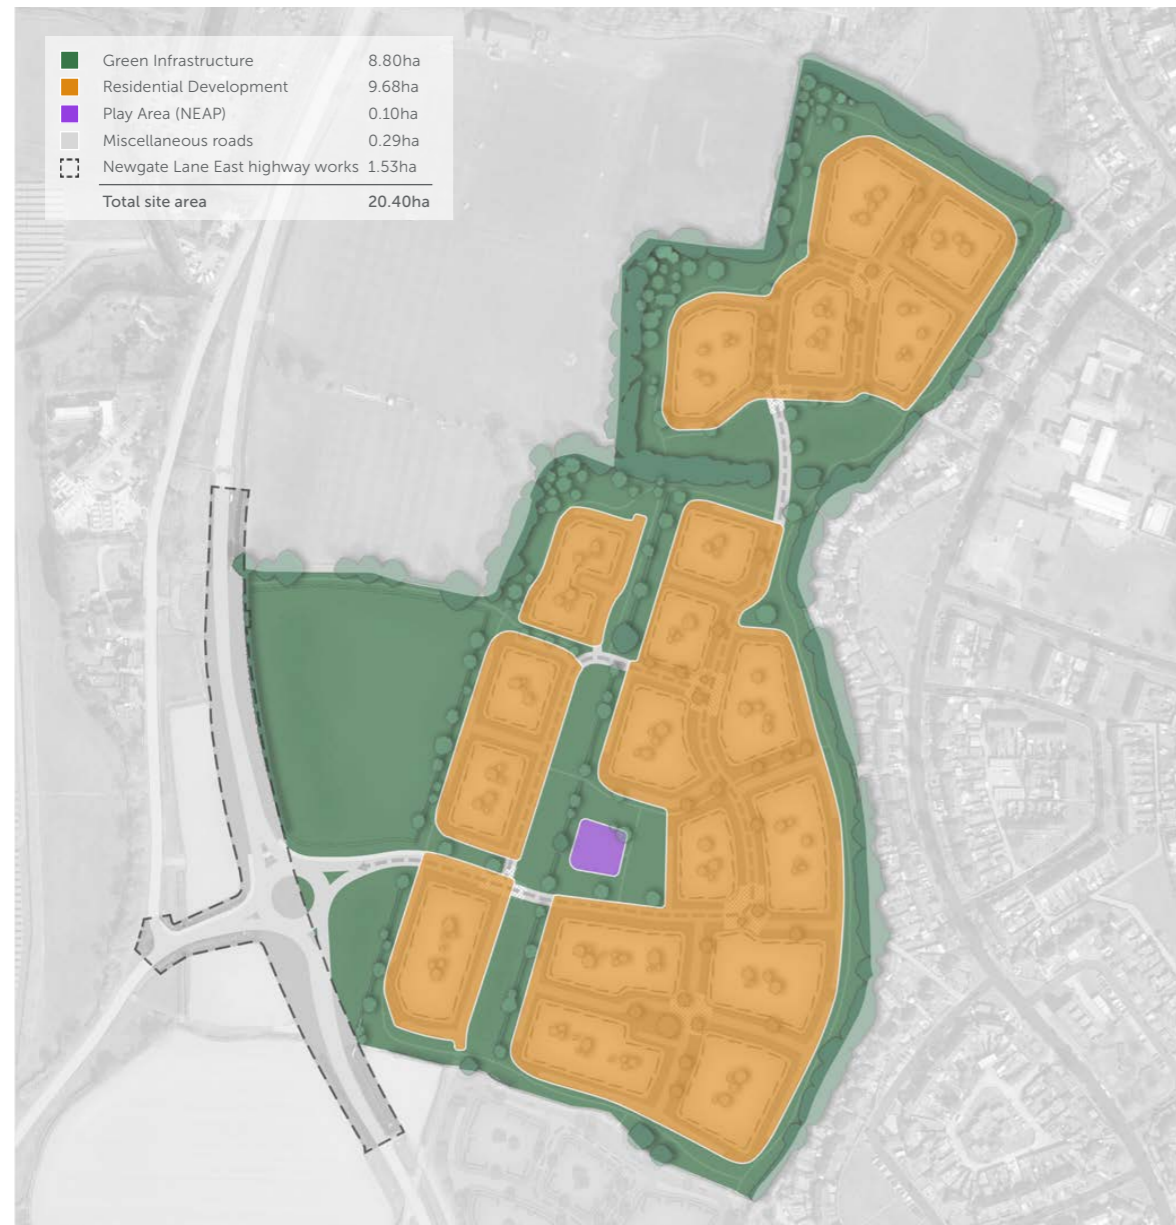 Green Infrastructure 8.80ha
Residential Development 9.68ha
Play Area (NEAP) 0.10ha
Miscellaneous roads 0.29ha
Newgate Lane East highway works 1.53ha
Total site area 20.40ha